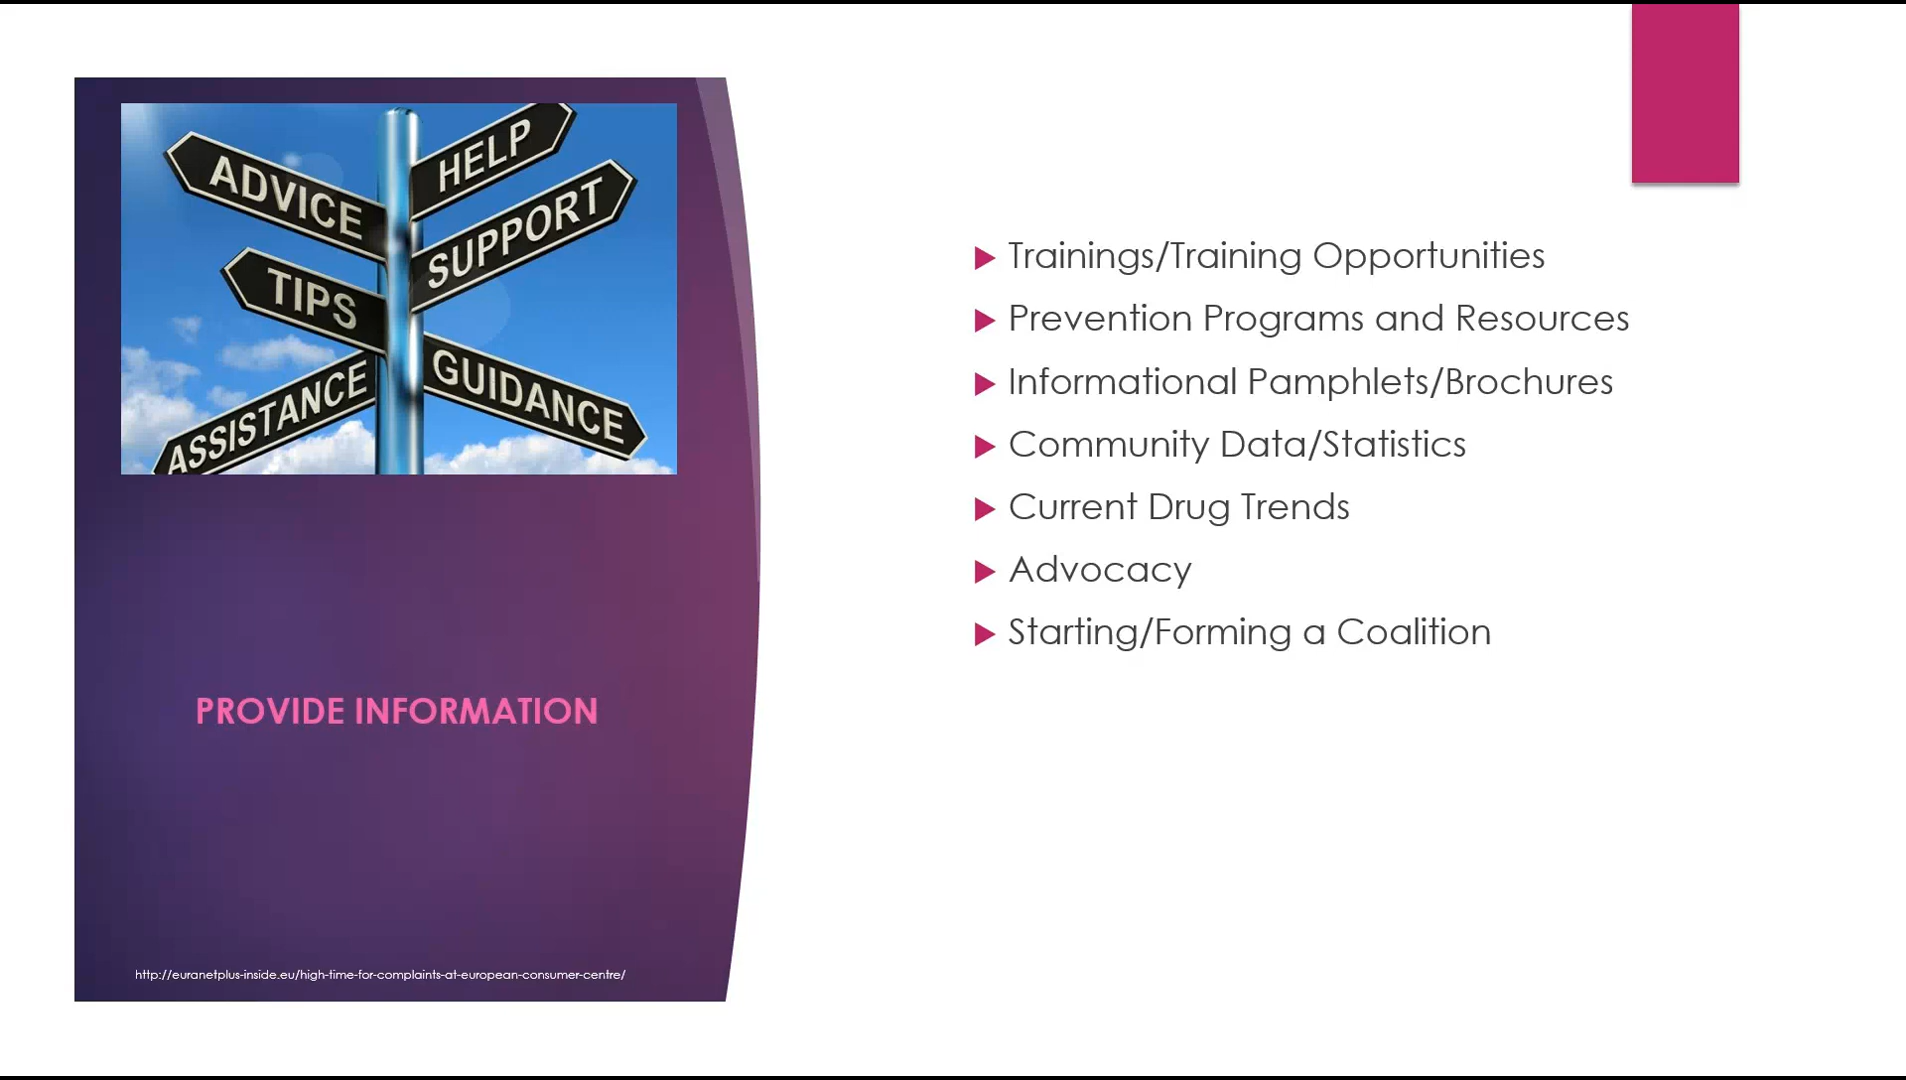 ADVICE
HELP
SUPPORT
TIPS
GUIDANCE
ASSISTANCE
PROVIDE INFORMATION
http://euranetplus-inside.eu/high-time-for-complaints-at-european-consumer-centre/
Trainings/Training Opportunities
Prevention Programs and Resources
Informational Pamphlets/Brochures
Community Data/Statistics
Current Drug Trends
Advocacy
Starting/Forming a Coalition